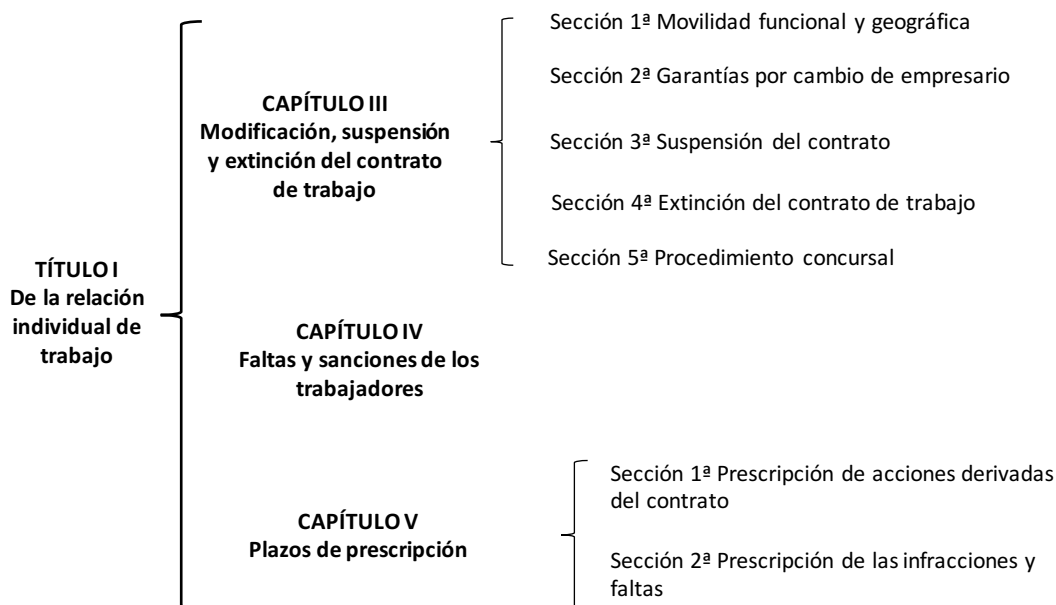 TÍTULO I
De la relación
individual de
trabajo
CAPÍTULO III
Modificación, suspensión
y extinción del contrato
de trabajo
Sección 1ª Movilidad funcional y geográfica
Sección 2ª Garantías por cambio de empresario
Sección 3ª Suspensión del contrato
Sección 4ª Extinción del contrato de trabajo
Sección 5ª Procedimiento concursal
CAPÍTULO IV
Faltas y sanciones de los
trabajadores
CAPÍTULO V
Plazos de prescripción
Sección 1ª Prescripción de acciones derivadas
del contrato
Sección 2ª Prescripción de las infracciones y
faltas